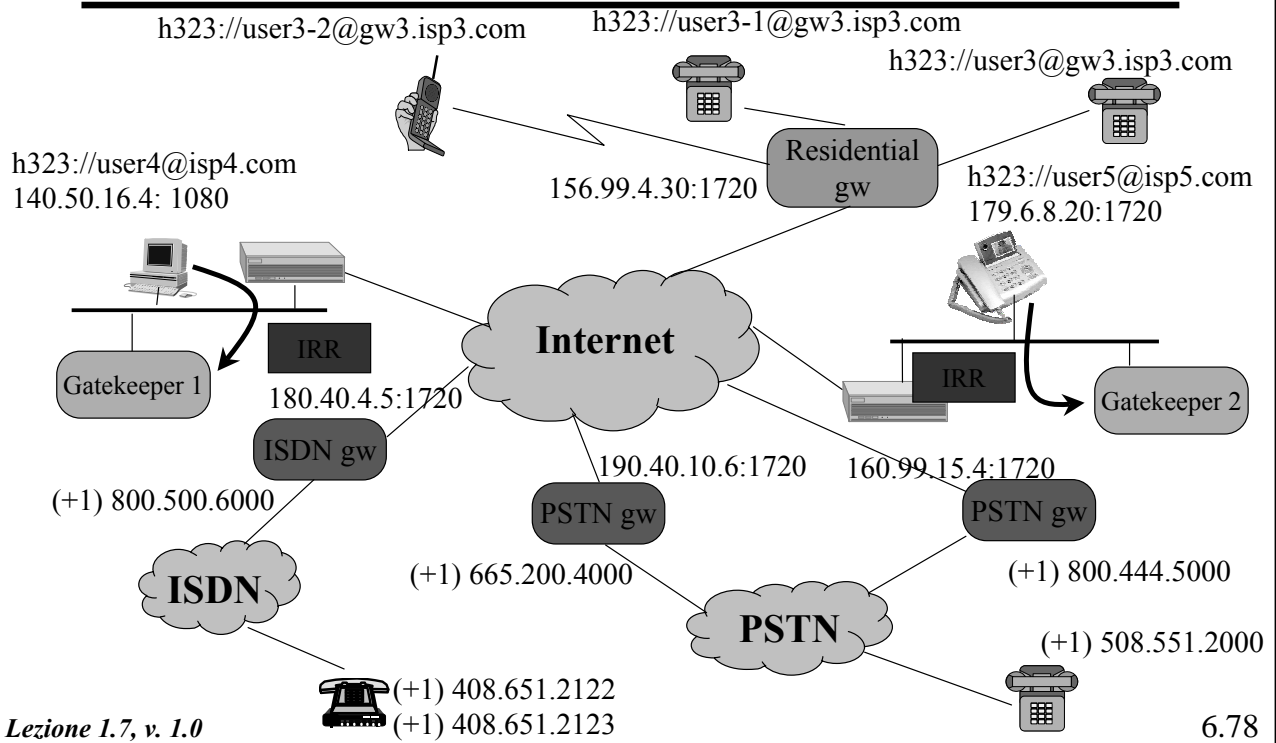 h323://user3-2@gw3.isp3.com
h323://user3-1@gw3.isp3.com
h323://user3@gw3.isp3.com
h323://user4@isp4.com
140.50.16.4: 1080
156.99.4.30:1720
Residential
gw
h323://user5@isp5.com
179.6.8.20:1720
Internet
IRR
Gatekeeper 1
180.40.4.5:1720
IRR
Gatekeeper 2
ISDN gw
190.40.10.6:1720
160.99.15.4:1720
(+1) 800.500.6000
PSTN gw
PSTN gw
(+1) 665.200.4000
(+1) 800.444.5000
ISDN
PSTN
(+1) 508.551.2000
(+1) 408.651.2122
(+1) 408.651.2123
Lezione 1.7, v. 1.0
6.78